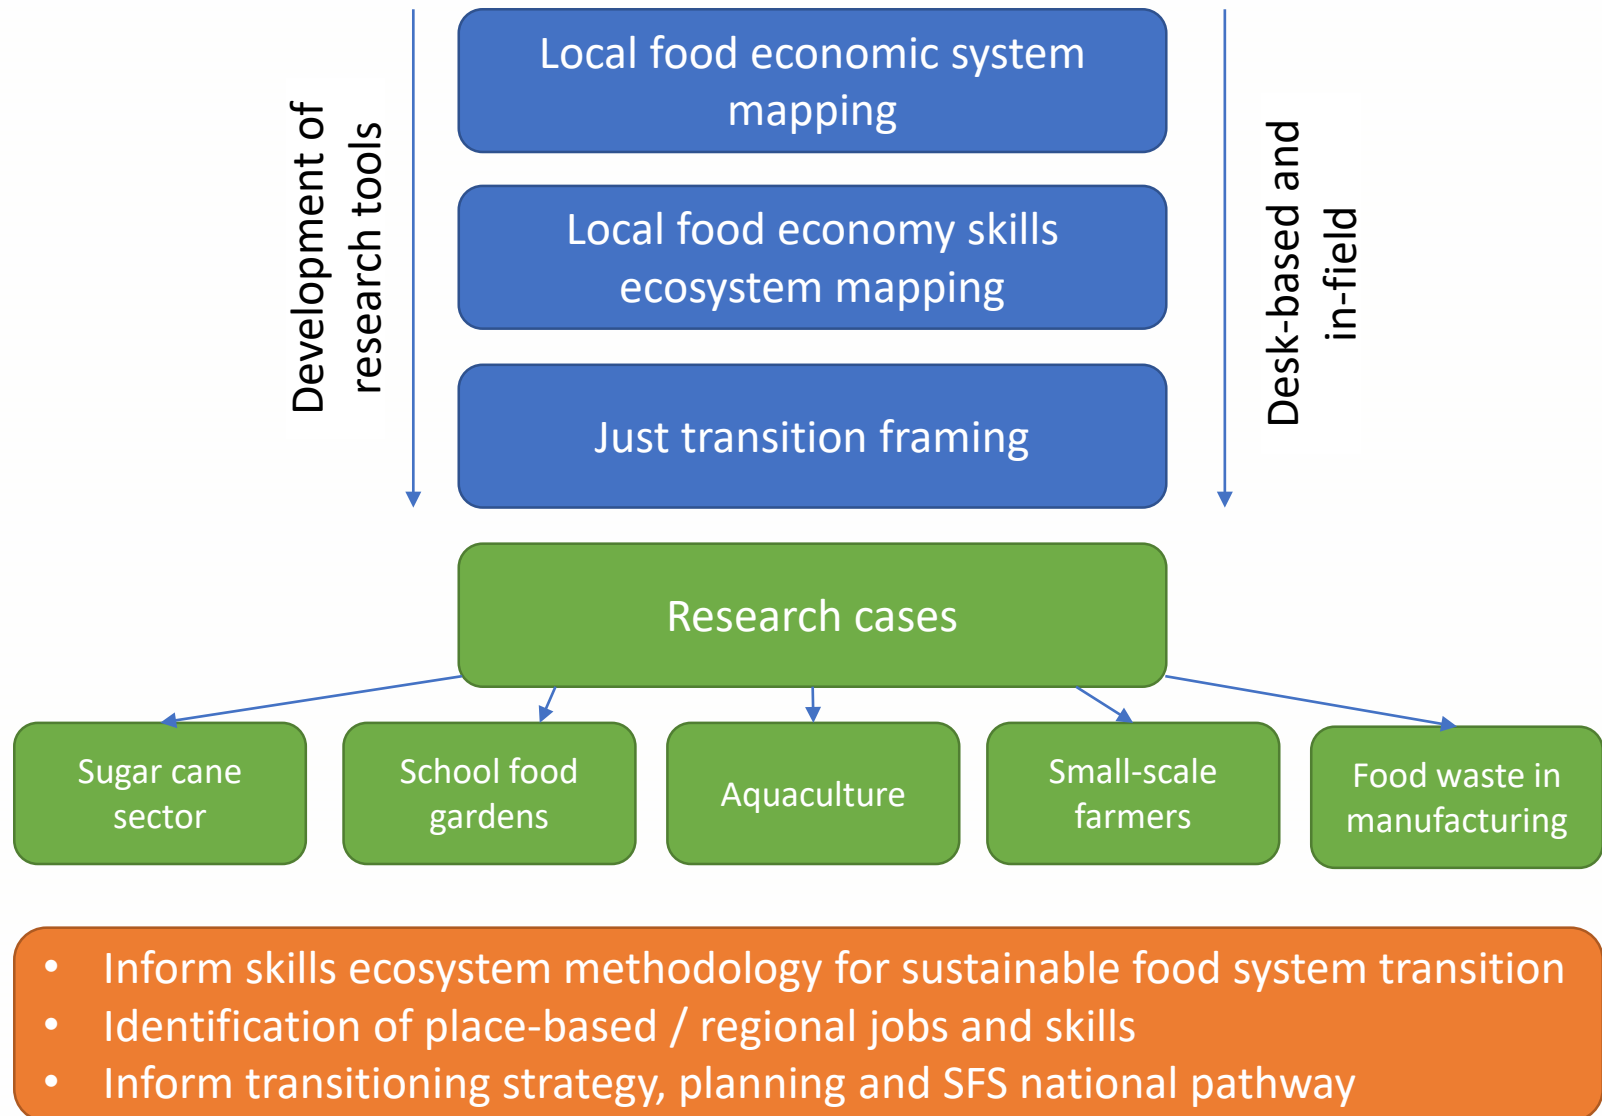 Local food economic system
mapping
Development of
research tools
Desk-based and
in-field
Local food economy skills
ecosystem mapping
Just transition framing
Research cases
Sugar cane
sector
School food
gardens
Aquaculture
Small-scale
farmers
Food waste in
manufacturing
• Inform skills ecosystem methodology for sustainable food system transition
• Identification of place-based / regional jobs and skills
• Inform transitioning strategy, planning and SFS national pathway